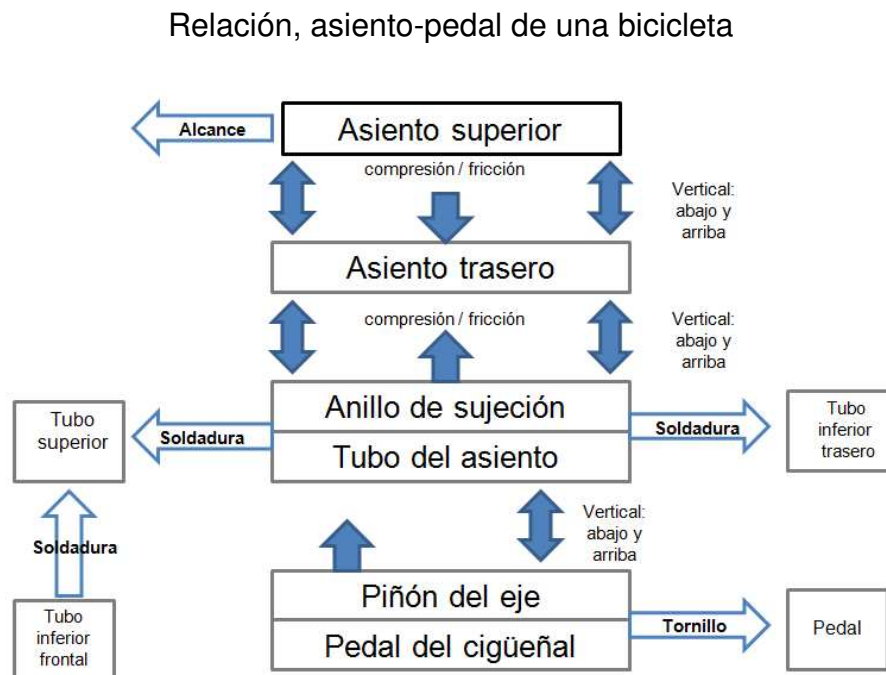 Relación, asiento-pedal de una bicicleta
Alcance
Asiento superior
compresión / fricción
Vertical:
abajo y
arriba
Asiento trasero
compresión / fricción
Vertical:
abajo y
arriba
Anillo de sujeción
Tubo
superior
Soldadura
Soldadura
Tubo
inferior
trasero
Tubo del asiento
Vertical:
abajo y
arriba
Soldadura
Piñón del eje
Tubo
inferior
frontal
Pedal del cigüeñal
Tornillo
Pedal